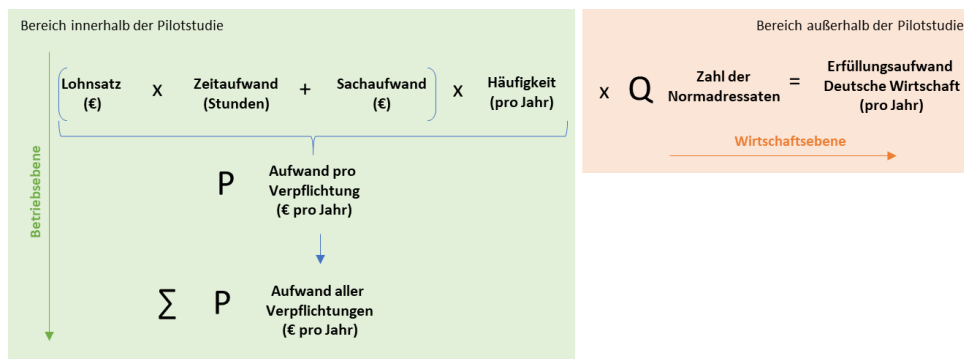 Bereich innerhalb der Pilotstudie
Bereich außerhalb der Pilotstudie
Lohnsatz
(€)
x
Zeitaufwand
(Stunden)
+
Sachaufwand
(€)
x
Häufigkeit
(pro Jahr)
x
Q
Zahl der
Normadressaten
=
Erfüllungsaufwand
Deutsche Wirtschaft
(pro Jahr)
Wirtschaftsebene
Betriebsebene
P
Aufwand pro
Verpflichtung
(€ pro Jahr)
∑ P
Aufwand aller
Verpflichtungen
(€ pro Jahr)